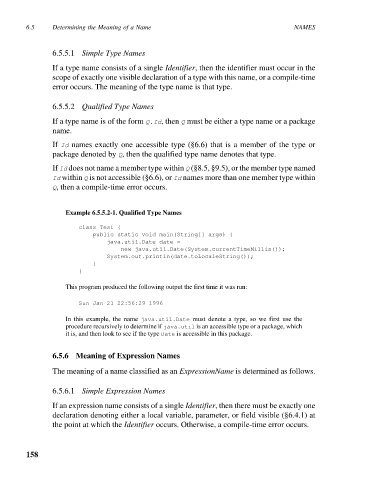 6.5 Determining the Meaning of a Name NAMES
6.5.5.1 Simple Type Names
If a type name consists of a single Identifier, then the identifier must occur in the
scope of exactly one visible declaration of a type with this name, or a compile-time
error occurs. The meaning of the type name is that type.
6.5.5.2 Qualified Type Names
If a type name is of the form Q.Id, then Q must be either a type name or a package
name.
If Id names exactly one accessible type (§6.6) that is a member of the type or
package denoted by Q, then the qualified type name denotes that type.
If Id does not name a member type within Q (§8.5, §9.5), or the member type named
Id within Q is not accessible (§6.6), or Id names more than one member type within
Q, then a compile-time error occurs.
Example 6.5.5.2-1. Qualified Type Names
class Test {
public static void main(String[] args) {
java.util.Date date =
new java.util.Date(System.currentTimeMillis());
System.out.println(date.toLocaleString());
}
}
This program produced the following output the first time it was run:
Sun Jan 21 22:56:29 1996
In this example, the name java.util.Date must denote a type, so we first use the
procedure recursively to determine if java.util is an accessible type or a package, which
it is, and then look to see if the type Date is accessible in this package.
6.5.6 Meaning of Expression Names
The meaning of a name classified as an ExpressionName is determined as follows.
6.5.6.1 Simple Expression Names
If an expression name consists of a single Identifier, then there must be exactly one
declaration denoting either a local variable, parameter, or field visible (§6.4.1) at
the point at which the Identifier occurs. Otherwise, a compile-time error occurs.
158